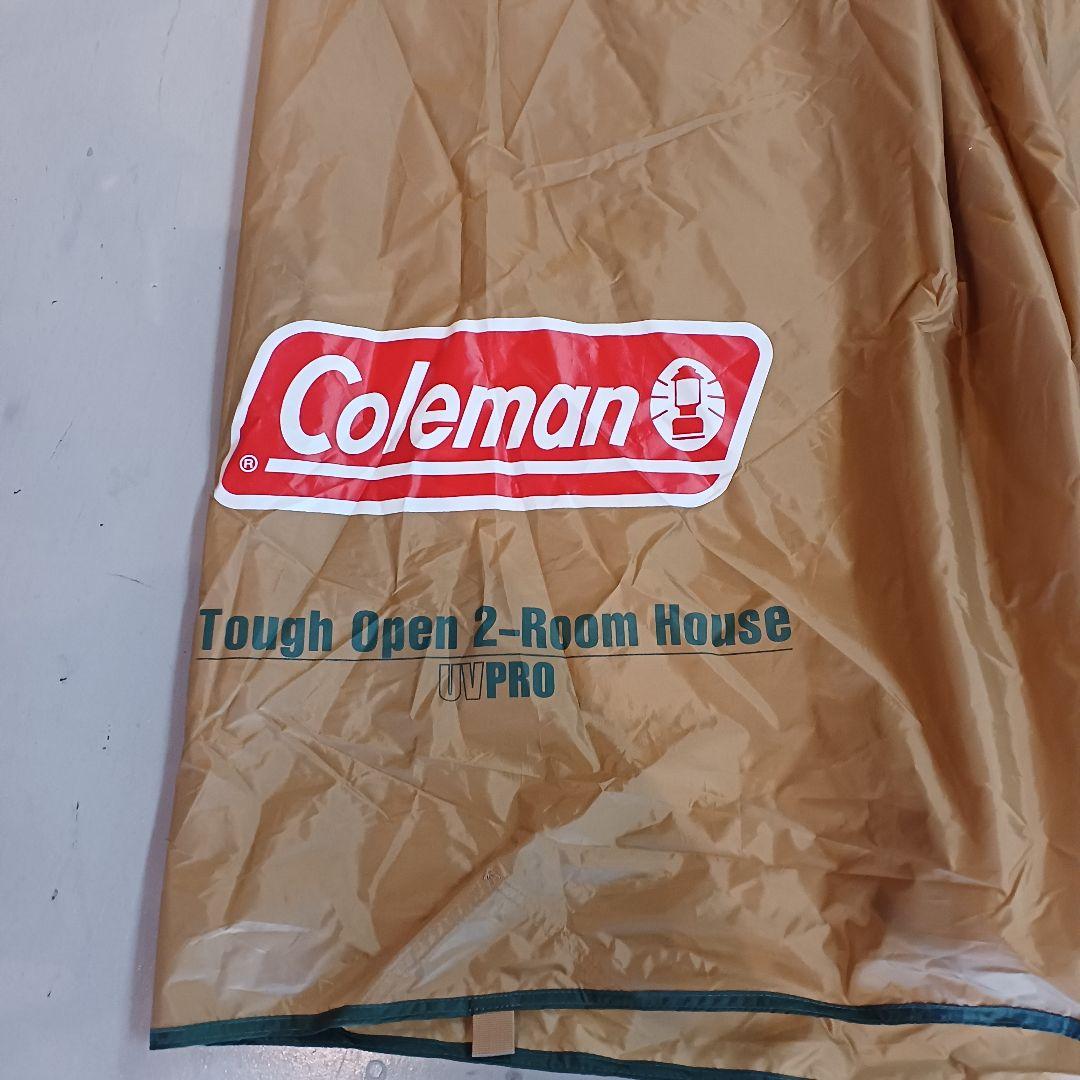 Coleman
®
Tough Open 2-Room House
UVPRO